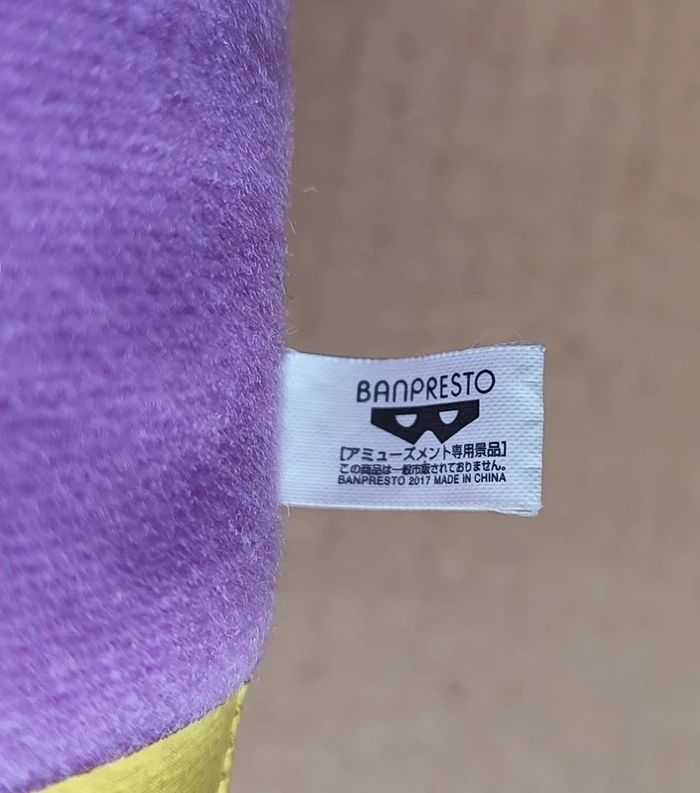 BANPRESTO
[アミューズメント専用景品]
この商品は一般市販されておりません。
BANPRESTO 2017 MADE IN CHINA